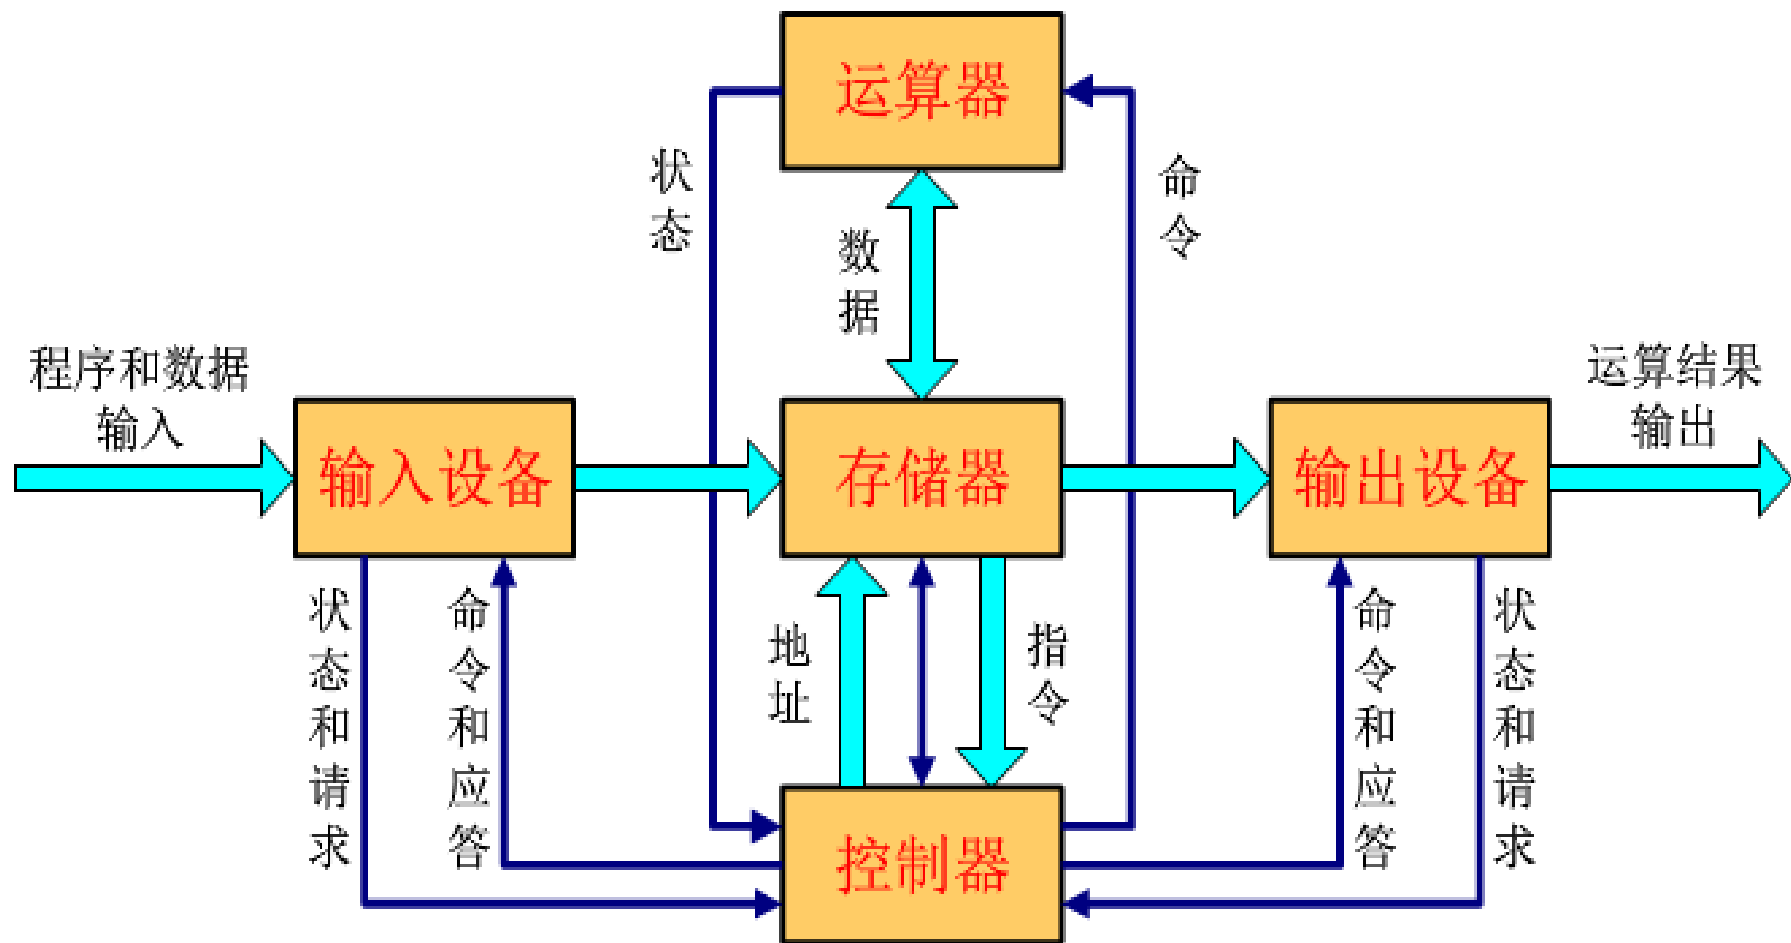 运算器
状态
命令
数据
程序和数据
输入
运算结果
输出
输入设备
存储器
输出设备
状态和请求
命令和应答
地址
指令
命令和应答
状态和请求
控制器